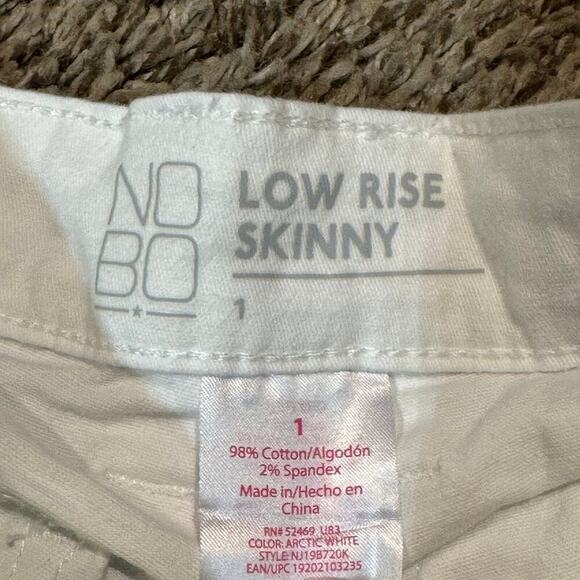 NO
BO
LOW RISE
SKINNY
1
1
98% Cotton/Algodón
2% Spandex
Made in/Hecho en
China
RN# 52469 U83
COLOR: ARCTIC WHITE
STYLE: NJ19B720K
EAN/UPC 19202103235